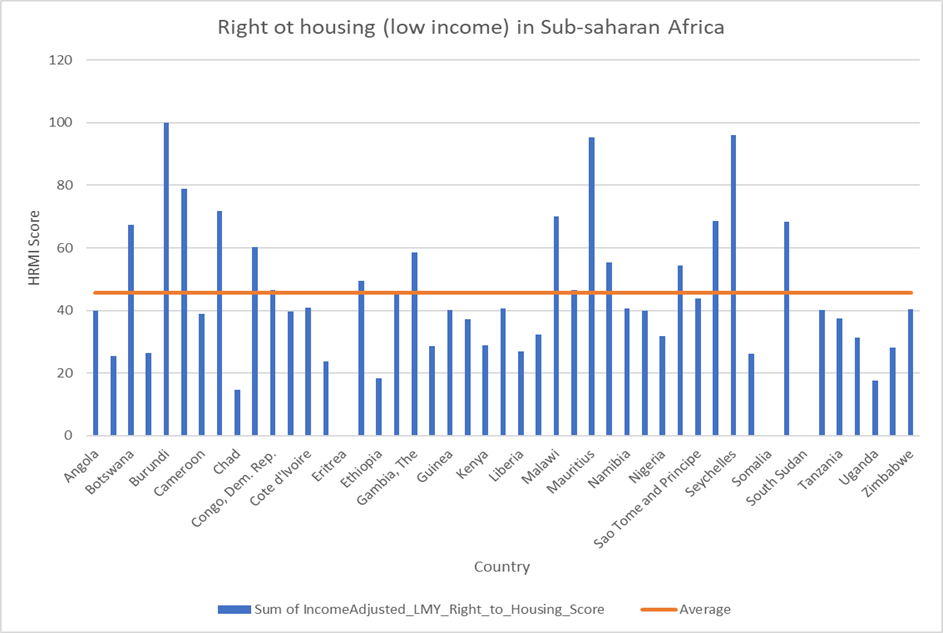 Right ot housing (low income) in Sub-saharan Africa
120
100
80
60
40
20
0
HRMI Score
Angola
Botswana
Burundi
Cameroon
Chad
Congo, Dem. Rep.
Cote d'Ivoire
Eritrea
Ethiopia
Gambia, The
Guinea
Kenya
Liberia
Malawi
Mauritius
Namibia
Nigeria
Sao Tome and Principe
Seychelles
Somalia
South Sudan
Tanzania
Uganda
Zimbabwe
Country
Sum of IncomeAdjusted_LMY_Right_to_Housing_Score
Average